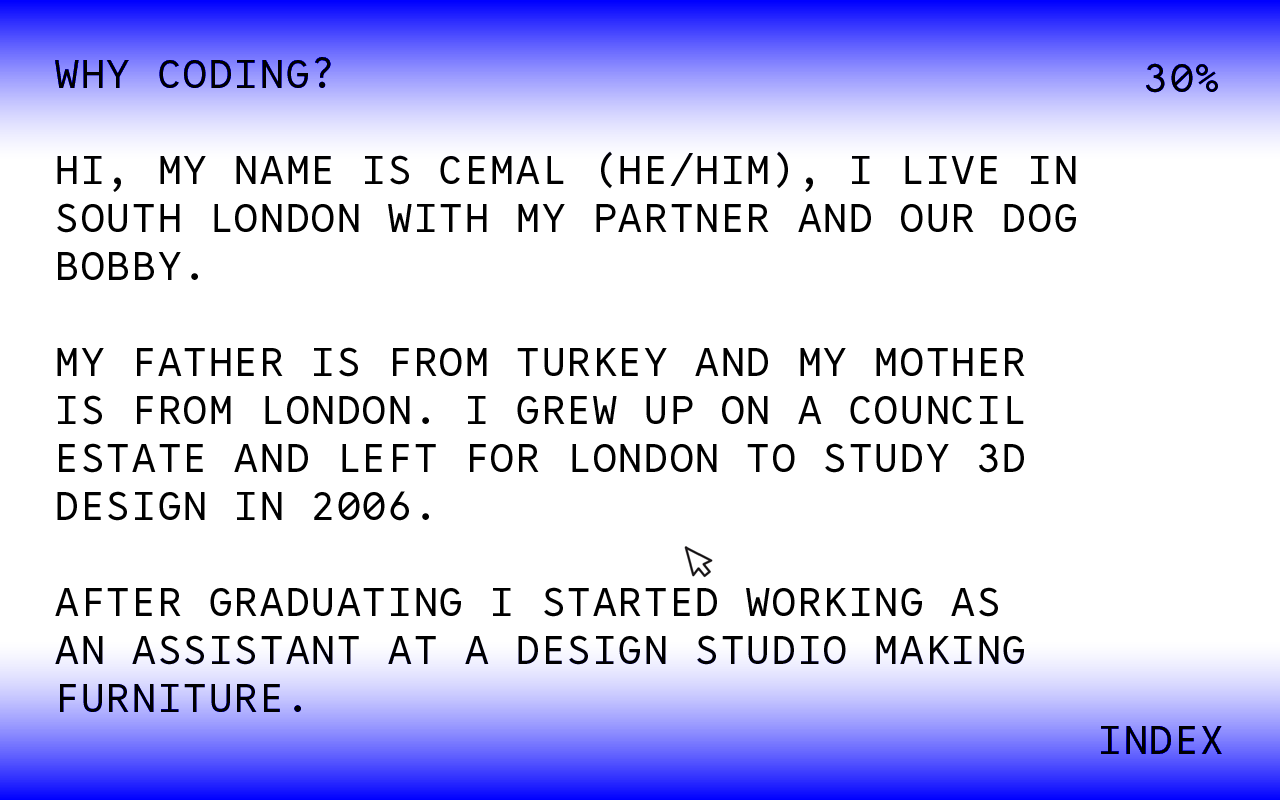 WHY CODING?
30%
HI, MY NAME IS CEMAL (HE/HIM), I LIVE IN
SOUTH LONDON WITH MY PARTNER AND OUR DOG
BOBBY.
MY FATHER IS FROM TURKEY AND MY MOTHER
IS FROM LONDON. I GREW UP ON A COUNCIL
ESTATE AND LEFT FOR LONDON TO STUDY 3D
DESIGN IN 2006.
AFTER GRADUATING I STARTED WORKING AS
AN ASSISTANT AT A DESIGN STUDIO MAKING
FURNITURE.
INDEX